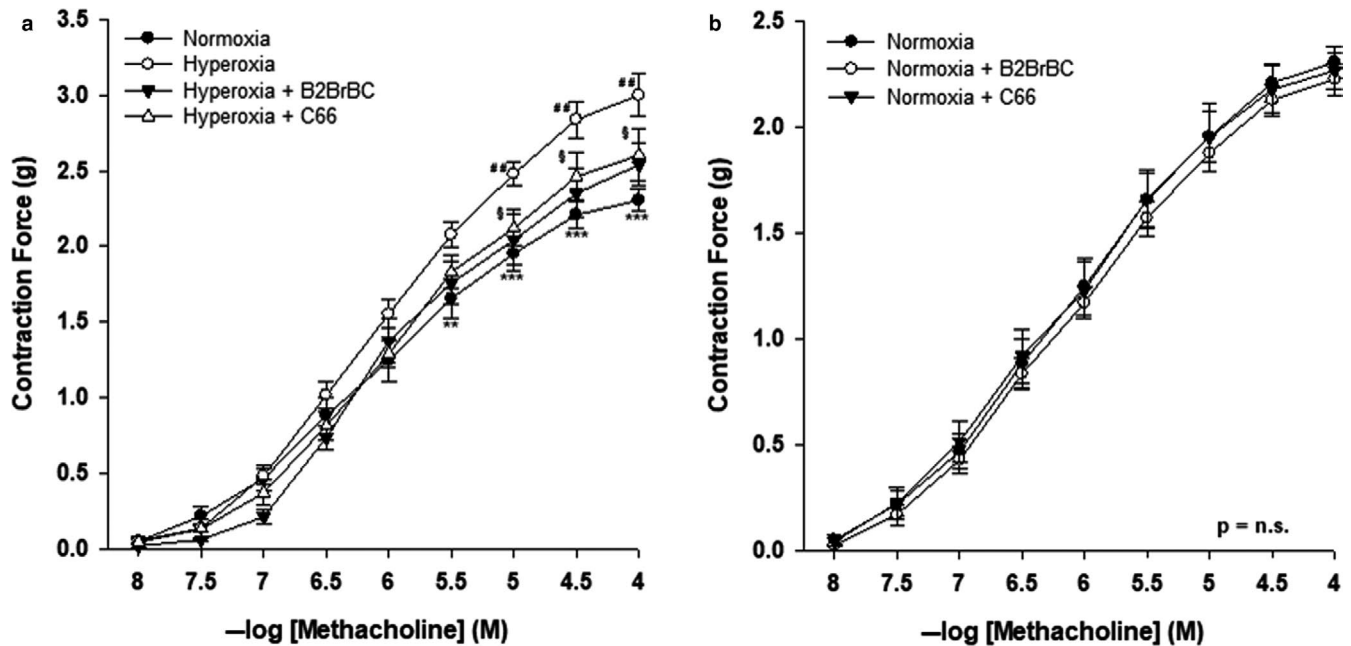 a
Normoxia
Hyperoxia
Hyperoxia + B2BrBC
Hyperoxia + C66
Contraction Force (g)
3.5
3.0
2.5
2.0
1.5
1.0
0.5
0.0
##
##
##
§
§
§
**
***
***
***
8 7.5 7 6.5 6 5.5 5 4.5 4
—log [Methacholine] (M)
b
Normoxia
Normoxia + B2BrBC
Normoxia + C66
Contraction Force (g)
2.5
2.0
1.5
1.0
0.5
0.0
p = n.s.
8 7.5 7 6.5 6 5.5 5 4.5 4
—log [Methacholine] (M)